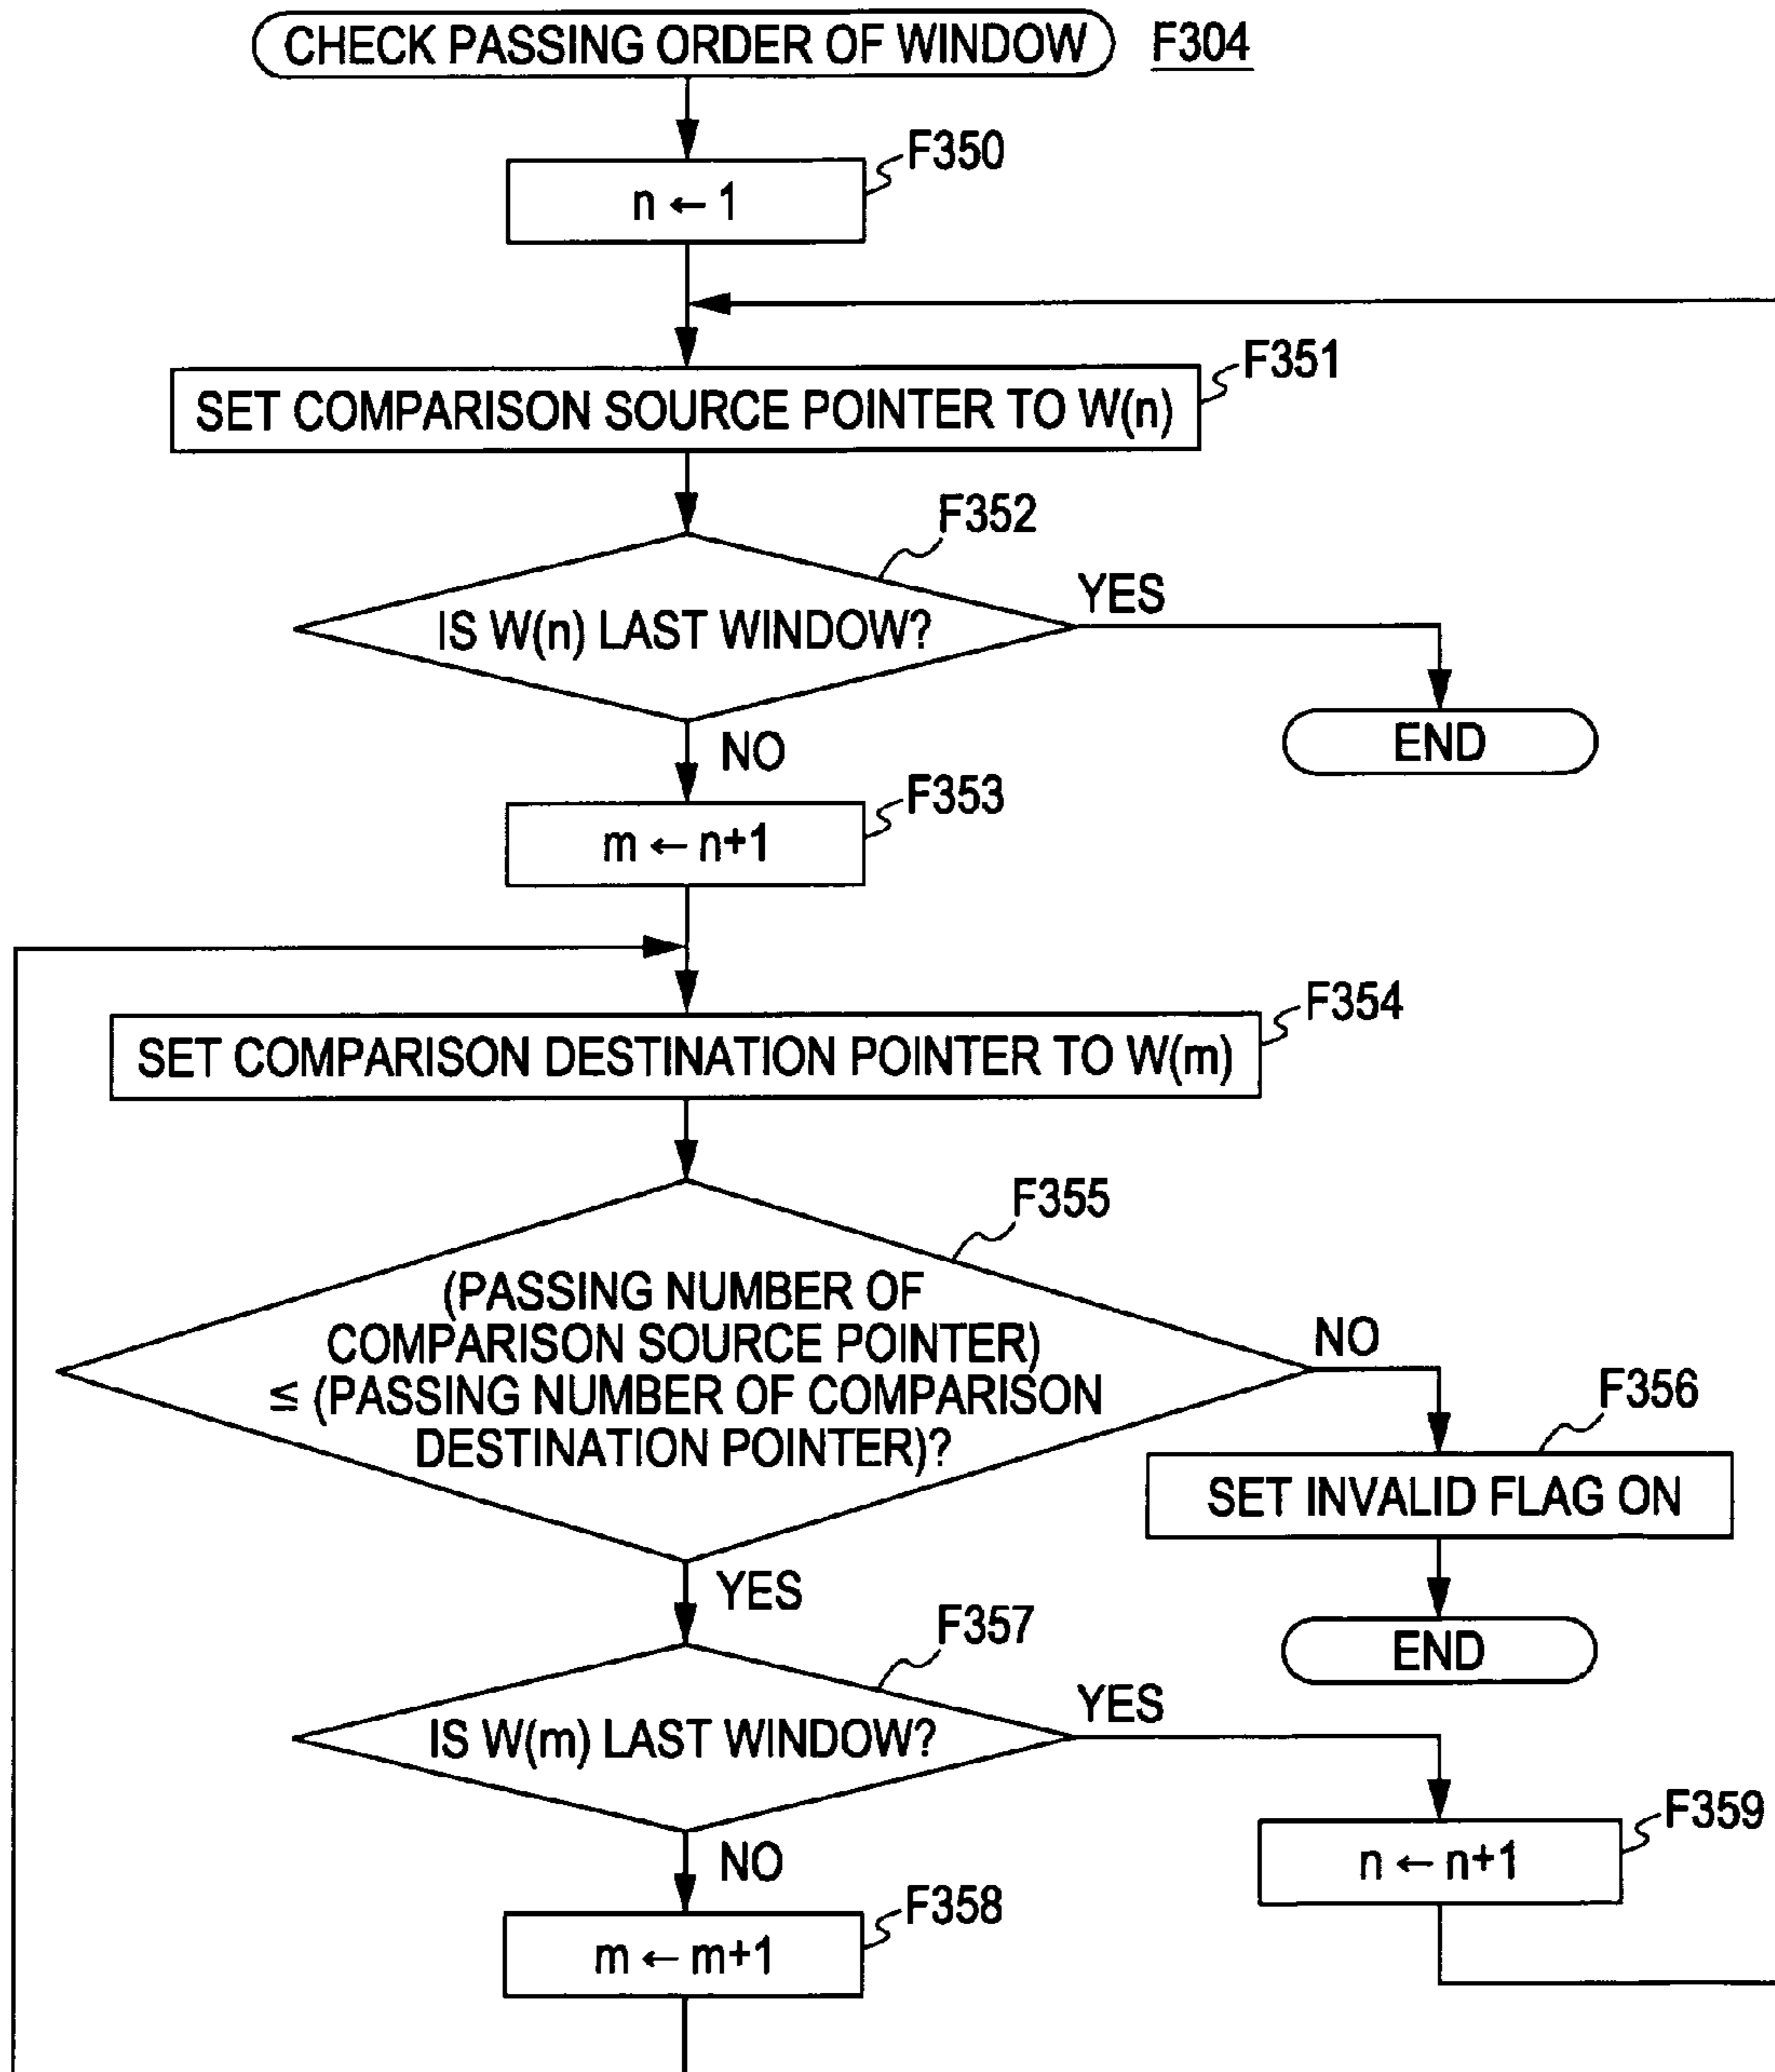 CHECK PASSING ORDER OF WINDOW
F304
F350
n ← 1
F351
SET COMPARISON SOURCE POINTER TO W(n)
F352
IS W(n) LAST WINDOW?
YES
END
NO
F353
m ← n+1
F354
SET COMPARISON DESTINATION POINTER TO W(m)
F355
(PASSING NUMBER OF
COMPARISON SOURCE POINTER)
≤ (PASSING NUMBER OF COMPARISON
DESTINATION POINTER)?
NO
F356
SET INVALID FLAG ON
END
YES
F357
IS W(m) LAST WINDOW?
YES
F359
n ← n+1
NO
F358
m ← m+1